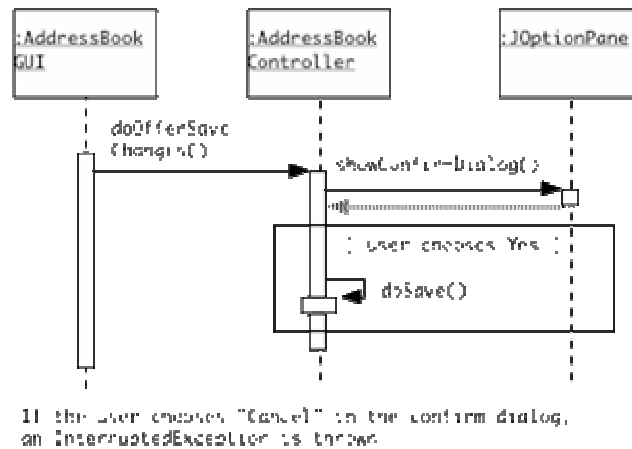 :AddressBook
GUI
:AddressBook
Controller
:JOptionPane
doOfferSave
Changes()
showConfirmDialog()
[ User chooses Yes ]
doSave()
If the user chooses "Cancel" in the confirm dialog,
an InterruptedException is thrown